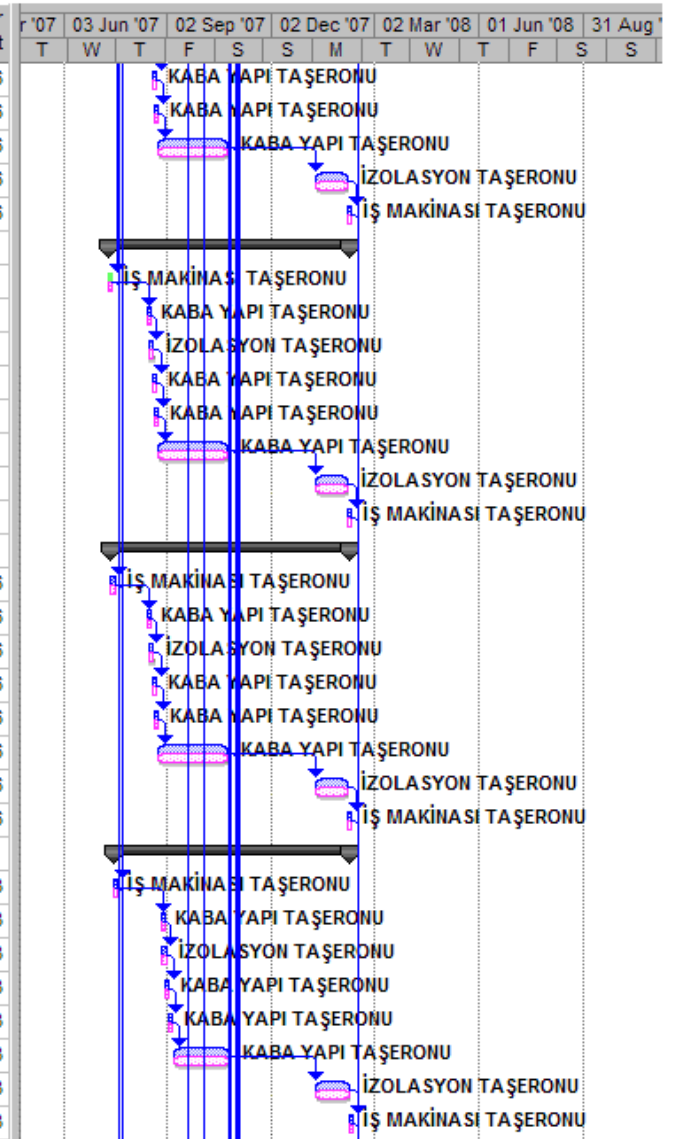 r '07 03 Jun '07 02 Sep '07 02 Dec '07 02 Mar '08 01 Jun '08 31 Aug '
t T W T F S S M T W T F S S
KABA YAPI TAŞERONU
KABA YAPI TAŞERONU
KABA YAPI TAŞERONU
İZOLASYON TAŞERONU
İŞ MAKİNASI TAŞERONU
İŞ MAKİNASI TAŞERONU
KABA YAPI TAŞERONU
İZOLASYON TAŞERONU
KABA YAPI TAŞERONU
KABA YAPI TAŞERONU
KABA YAPI TAŞERONU
İZOLASYON TAŞERONU
İŞ MAKİNASI TAŞERONU
İŞ MAKİNASI TAŞERONU
KABA YAPI TAŞERONU
İZOLASYON TAŞERONU
KABA YAPI TAŞERONU
KABA YAPI TAŞERONU
KABA YAPI TAŞERONU
İZOLASYON TAŞERONU
İŞ MAKİNASI TAŞERONU
İŞ MAKİNASI TAŞERONU
KABA YAPI TAŞERONU
İZOLASYON TAŞERONU
KABA YAPI TAŞERONU
KABA YAPI TAŞERONU
KABA YAPI TAŞERONU
İZOLASYON TAŞERONU
İŞ MAKİNASI TAŞERONU